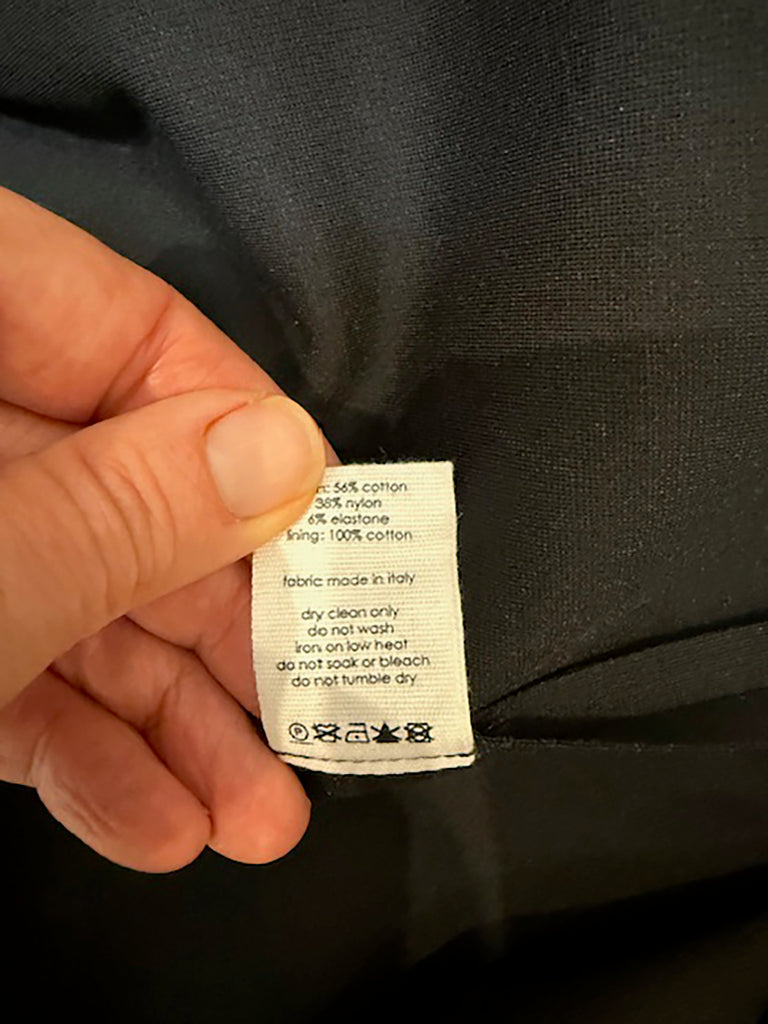 56% cotton
38% nylon
6% elastane
lining: 100% cotton
fabric made in italy
dry clean only
do not wash
iron on low heat
do not soak or bleach
do not tumble dry
P